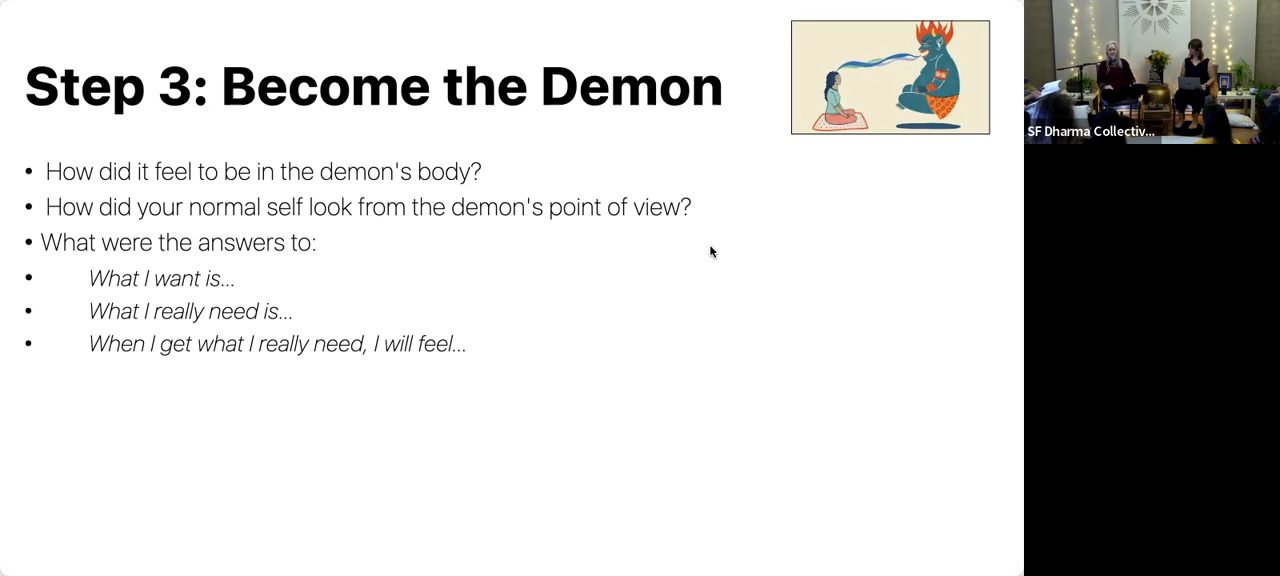 Step 3: Become the Demon
• How did it feel to be in the demon's body?
• How did your normal self look from the demon's point of view?
• What were the answers to:
• What I want is...
• What I really need is...
• When I get what I really need, I will feel...
SF Dharma Collectiv...